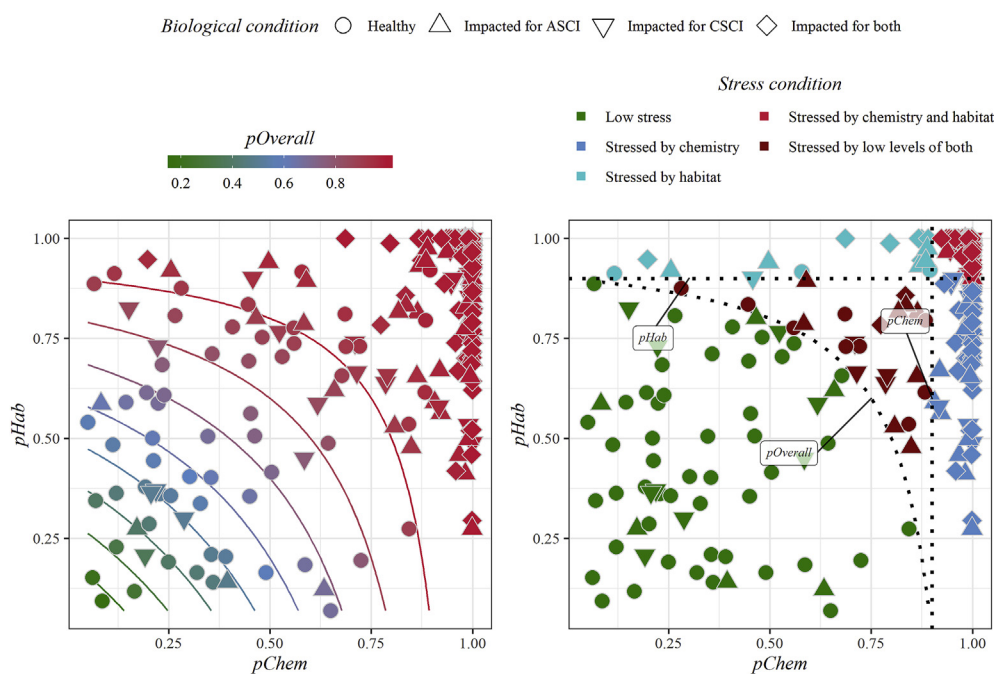 Biological condition Healthy Impacted for ASCI Impacted for CSCI Impacted for both
pOverall
0.2 0.4 0.6 0.8
Stress condition
Low stress Stressed by chemistry and habitat
Stressed by chemistry Stressed by low levels of both
Stressed by habitat
pHab
1.00
0.75
0.50
0.25
0.25 0.50 0.75 1.00
pChem
pHab
1.00
0.75
0.50
0.25
pHab
pChem
pOverall
0.25 0.50 0.75 1.00
pChem